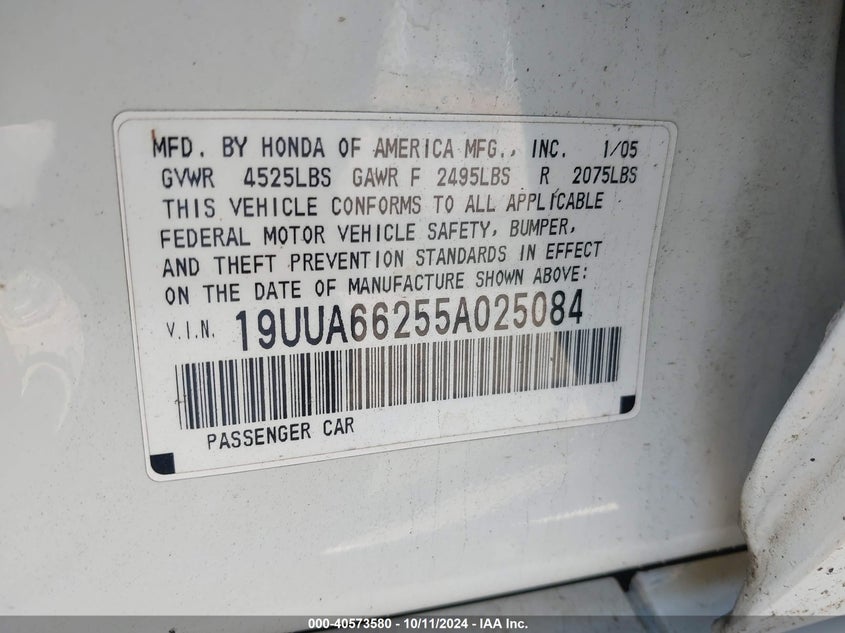 MFD. BY HONDA OF AMERICA MFG., INC. 1/05
GVWR 4525LBS GAWR F 2495LBS R 2075LBS
THIS VEHICLE CONFORMS TO ALL APPLICABLE
FEDERAL MOTOR VEHICLE SAFETY, BUMPER,
AND THEFT PREVENTION STANDARDS IN EFFECT
ON THE DATE OF MANUFACTURE SHOWN ABOVE:
V.I.N. 19UUA66255A025084
PASSENGER CAR
000-40573580 - 10/11/2024 - IAA Inc.